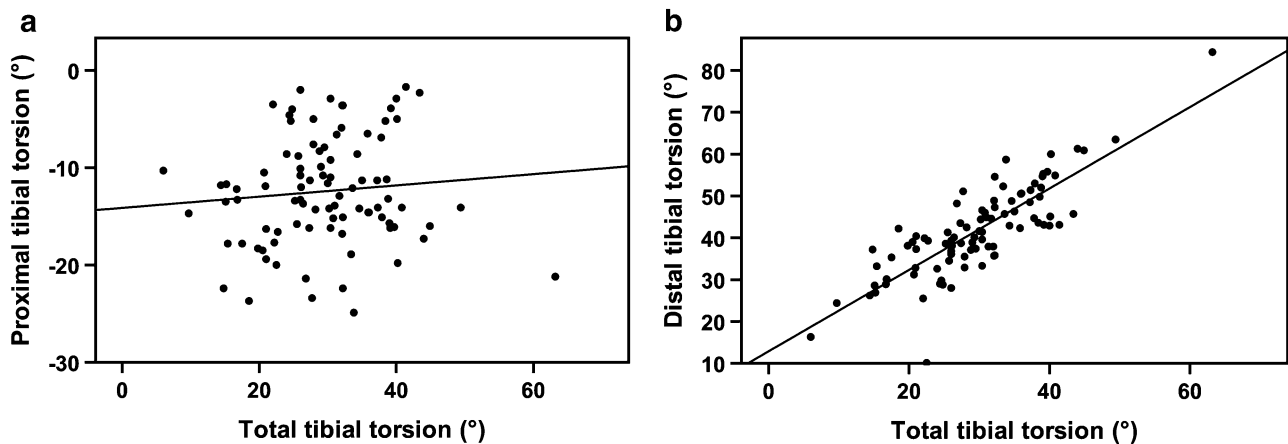 a
Proximal tibial torsion (°)
0
-10
-20
-30
0 20 40 60
Total tibial torsion (°)
b
Distal tibial torsion (°)
80
70
60
50
40
30
20
10
0 20 40 60
Total tibial torsion (°)